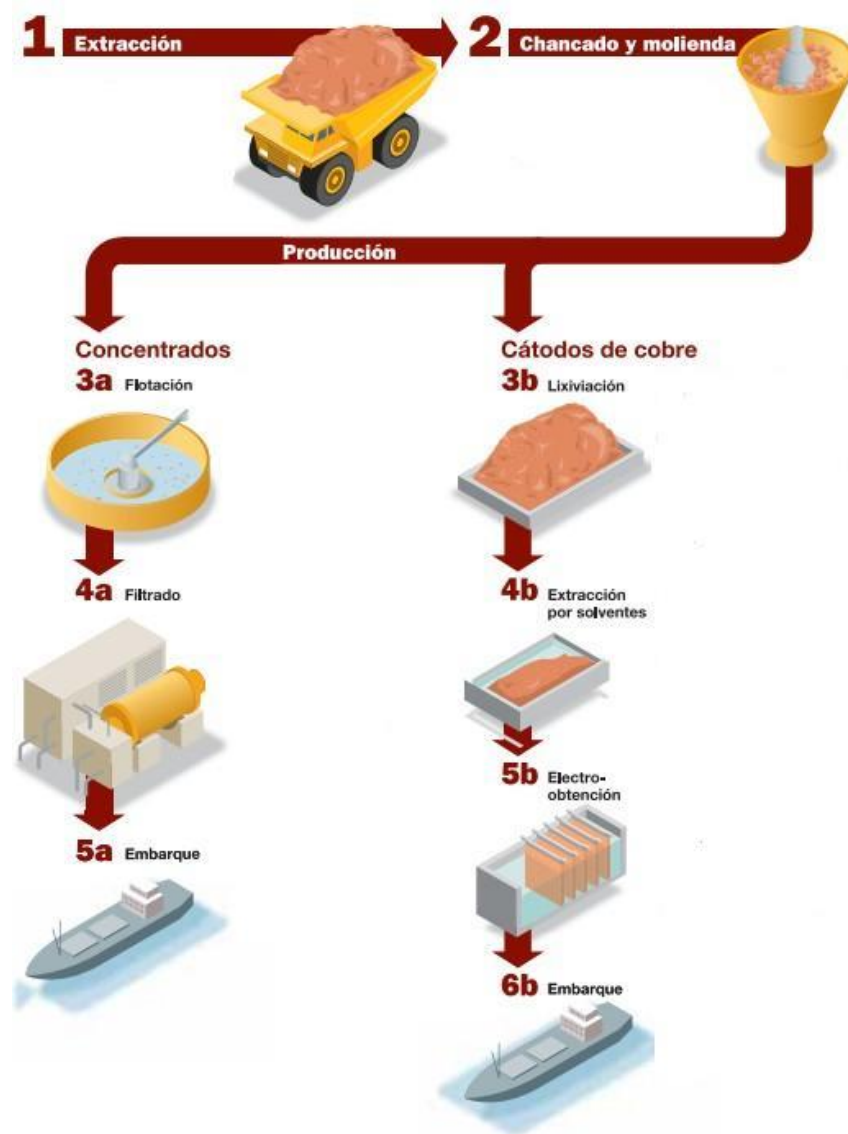 1 Extracción
2 Chancado y molienda
Producción
Concentrados
3a Flotación
4a Filtrado
5a Embarque
Cátodos de cobre
3b Lixiviación
4b Extracción
por solventes
5b Electro-
obtención
6b Embarque